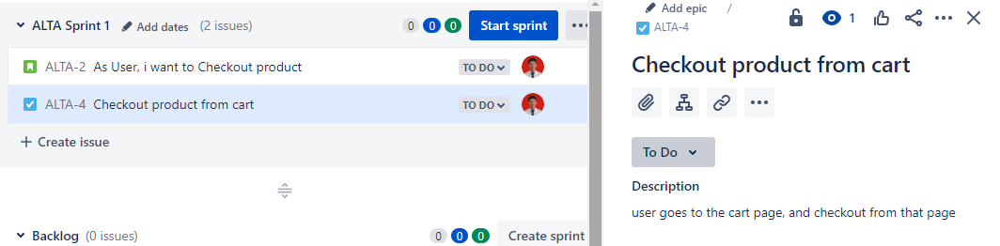 ALTA Sprint 1 Add dates (2 issues) 0 0 0 Start sprint
ALTA-2 As User, i want to Checkout product TO DO
ALTA-4 Checkout product from cart TO DO
+ Create issue
Backlog (0 issues) 0 0 0 Create sprint
Add epic /
ALTA-4
1
Checkout product from cart
To Do
Description
user goes to the cart page, and checkout from that page